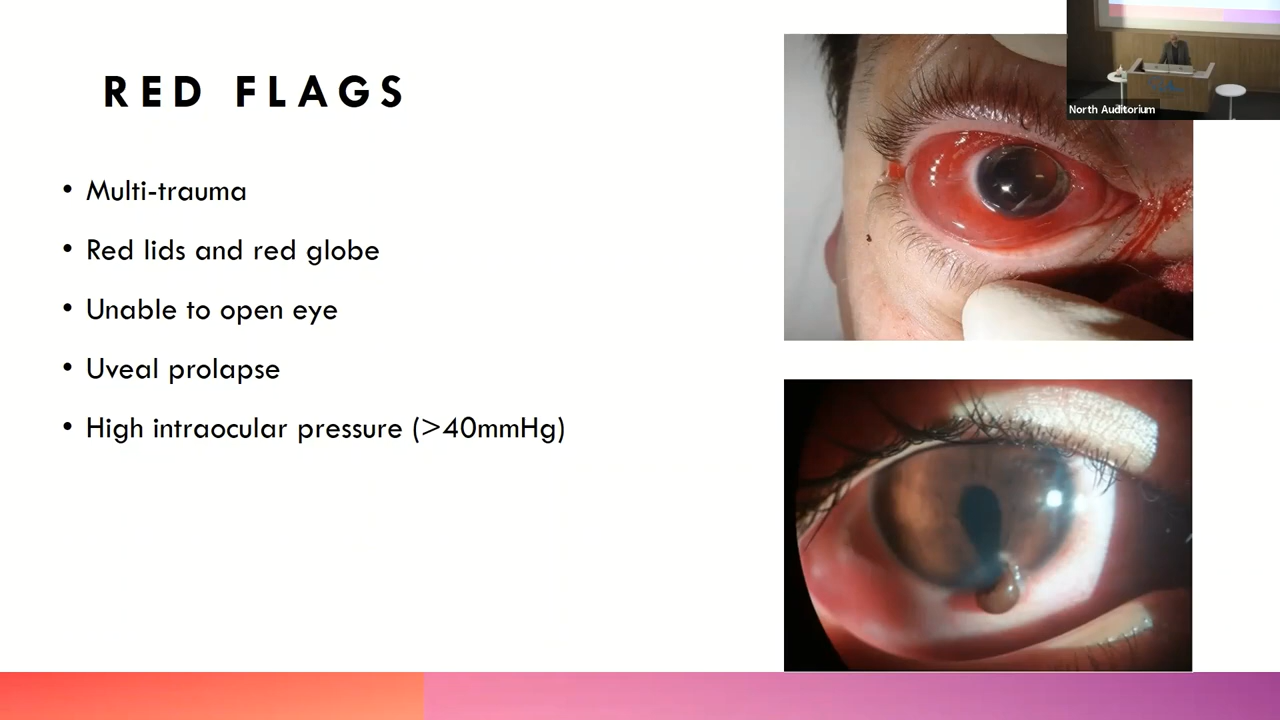 RED FLAGS
• Multi-trauma
• Red lids and red globe
• Unable to open eye
• Uveal prolapse
• High intraocular pressure (>40mmHg)
North Auditorium